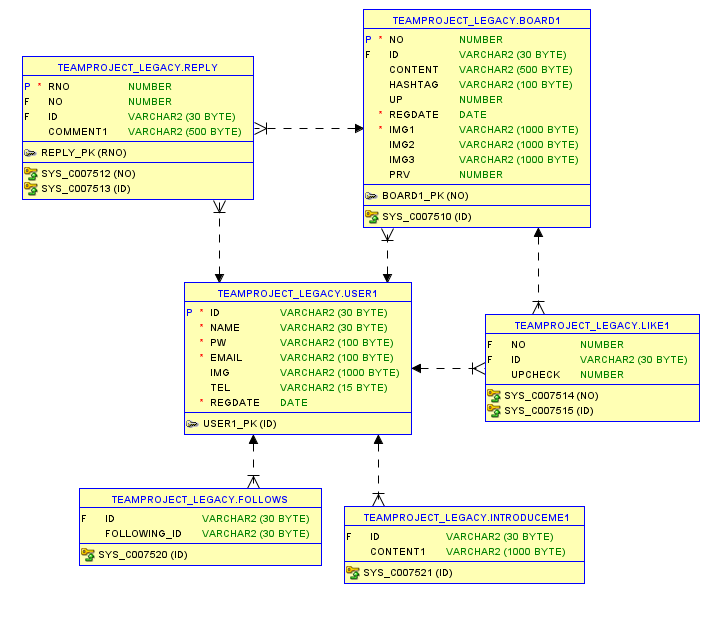 TEAMPROJECT_LEGACY.BOARD1
P * NO NUMBER
F ID VARCHAR2 (30 BYTE)
CONTENT VARCHAR2 (500 BYTE)
HASHTAG VARCHAR2 (100 BYTE)
UP NUMBER
* REGDATE DATE
* IMG1 VARCHAR2 (1000 BYTE)
IMG2 VARCHAR2 (1000 BYTE)
IMG3 VARCHAR2 (1000 BYTE)
PRV NUMBER
BOARD1_PK (NO)
SYS_C007510 (ID)
TEAMPROJECT_LEGACY.REPLY
P * RNO NUMBER
F NO NUMBER
F ID VARCHAR2 (30 BYTE)
COMMENT1 VARCHAR2 (500 BYTE)
REPLY_PK (RNO)
SYS_C007512 (NO)
SYS_C007513 (ID)
TEAMPROJECT_LEGACY.USER1
P * ID VARCHAR2 (30 BYTE)
* NAME VARCHAR2 (30 BYTE)
* PW VARCHAR2 (100 BYTE)
* EMAIL VARCHAR2 (100 BYTE)
IMG VARCHAR2 (1000 BYTE)
TEL VARCHAR2 (15 BYTE)
* REGDATE DATE
USER1_PK (ID)
TEAMPROJECT_LEGACY.LIKE1
F NO NUMBER
F ID VARCHAR2 (30 BYTE)
UPCHECK NUMBER
SYS_C007514 (NO)
SYS_C007515 (ID)
TEAMPROJECT_LEGACY.FOLLOWS
F ID VARCHAR2 (30 BYTE)
FOLLOWING_ID VARCHAR2 (30 BYTE)
SYS_C007520 (ID)
TEAMPROJECT_LEGACY.INTRODUCEME1
F ID VARCHAR2 (30 BYTE)
CONTENT1 VARCHAR2 (1000 BYTE)
SYS_C007521 (ID)